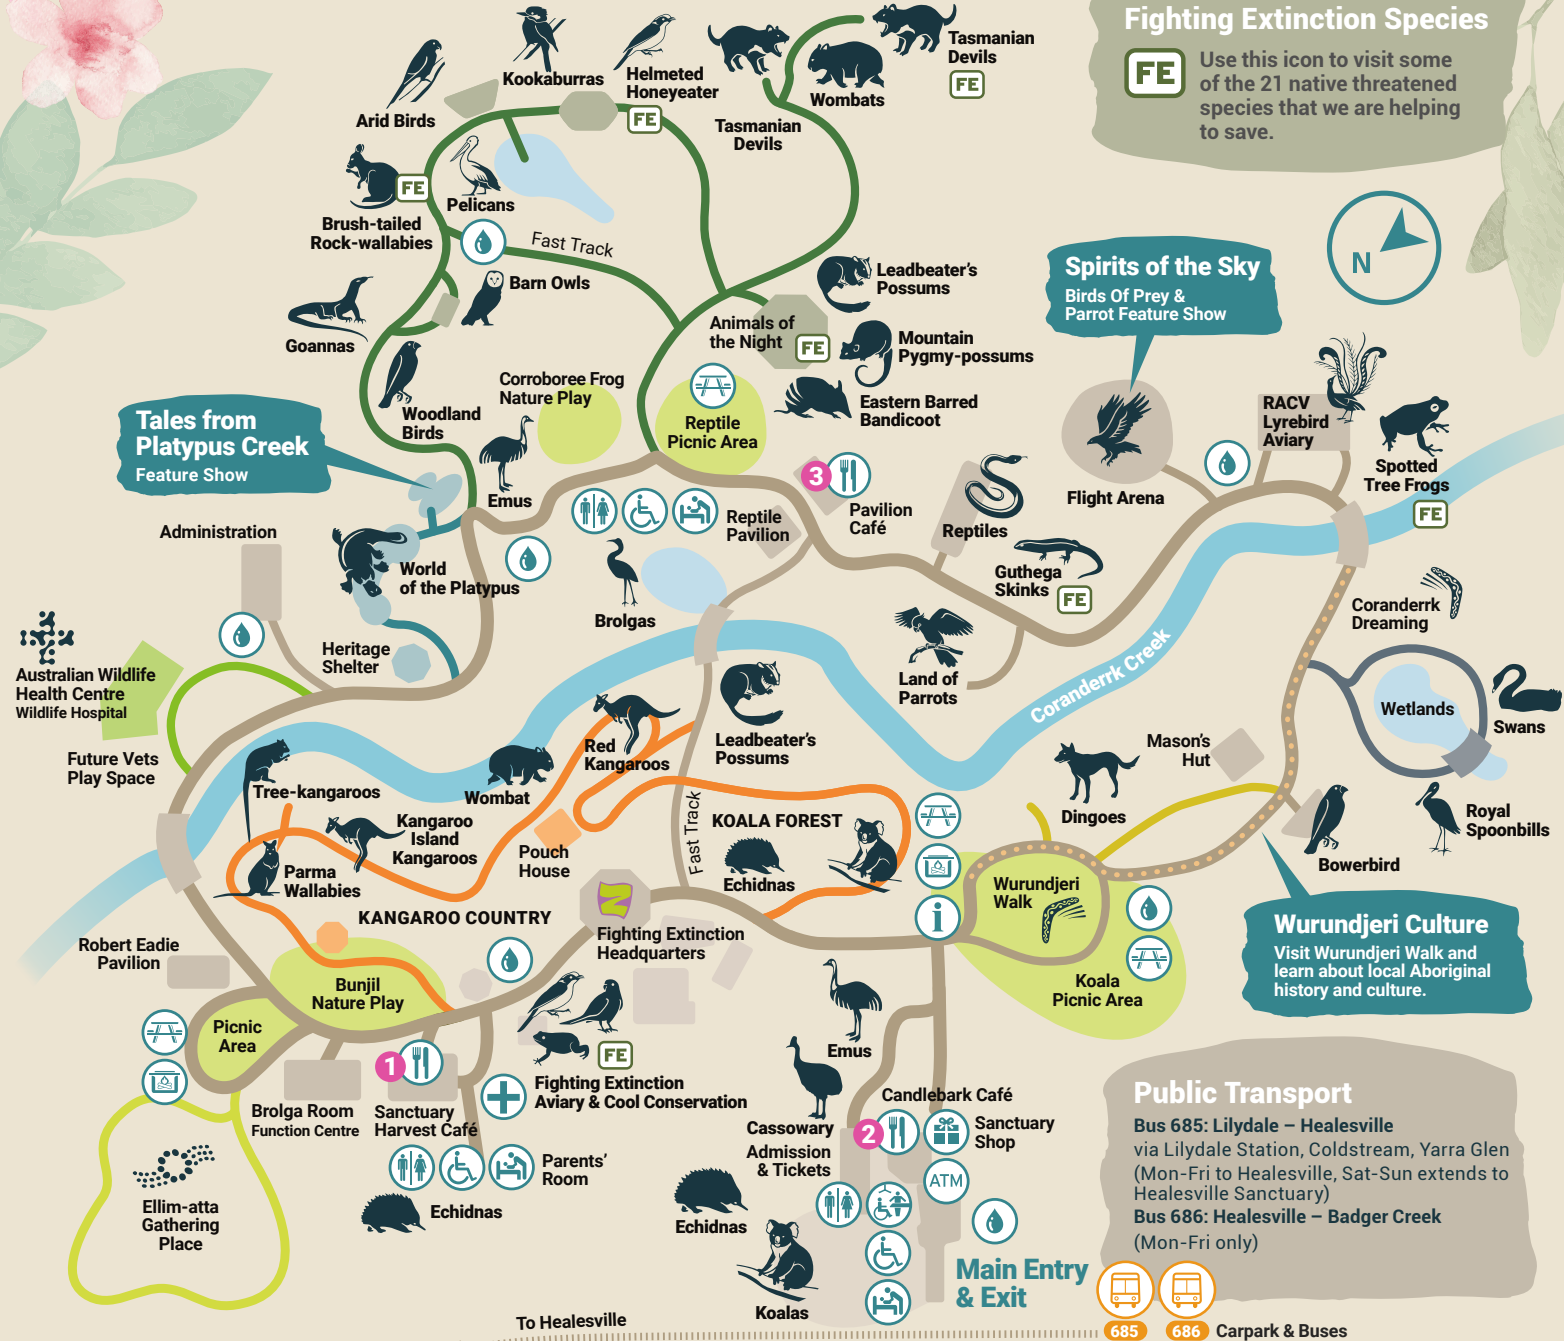 Fighting Extinction Species
FE
Use this icon to visit some
of the 21 native threatened
species that we are helping
to save.
Kookaburras
Helmeted
Honeyeater
FE
Arid Birds
Tasmanian
Devils
FE
Wombats
Tasmanian
Devils
FE
Pelicans
Brush-tailed
Rock-wallabies
Fast Track
Barn Owls
Goannas
Leadbeater's
Possums
Animals of
the Night
FE
Mountain
Pygmy-possums
Eastern Barred
Bandicoot
Spirits of the Sky
Birds Of Prey &
Parrot Feature Show
N
Corroboree Frog
Nature Play
Woodland
Birds
Reptile
Picnic Area
Tales from
Platypus Creek
Feature Show
Emus
RACV
Lyrebird
Aviary
Spotted
Tree Frogs
FE
Flight Arena
3
Pavilion
Café
Reptile
Pavilion
Reptiles
Administration
World
of the Platypus
Guthega
Skinks
FE
Brolgas
Coranderrk
Dreaming
Heritage
Shelter
Australian Wildlife
Health Centre
Wildlife Hospital
Land of
Parrots
Coranderrk Creek
Wetlands
Swans
Future Vets
Play Space
Red
Kangaroos
Leadbeater's
Possums
Mason's
Hut
Tree-kangaroos
Wombat
Dingoes
Royal
Spoonbills
Kangaroo
Island
Kangaroos
Fast Track
KOALA FOREST
Pouch
House
Parma
Wallabies
Echidnas
Bowerbird
Wurundjeri
Walk
KANGAROO COUNTRY
Fighting Extinction
Headquarters
Robert Eadie
Pavilion
Wurundjeri Culture
Visit Wurundjeri Walk and
learn about local Aboriginal
history and culture.
Bunjil
Nature Play
Koala
Picnic Area
Picnic
Area
Emus
1
FE
Fighting Extinction
Aviary & Cool Conservation
Brolga Room
Function Centre
Sanctuary
Harvest Café
Candlebark Café
Cassowary
2
Sanctuary
Shop
Admission
& Tickets
ATM
Parents'
Room
Echidnas
Echidnas
Ellim-atta
Gathering
Place
Koalas
Main Entry
& Exit
Public Transport
Bus 685: Lilydale – Healesville
via Lilydale Station, Coldstream, Yarra Glen
(Mon-Fri to Healesville, Sat-Sun extends to
Healesville Sanctuary)
Bus 686: Healesville – Badger Creek
(Mon-Fri only)
To Healesville
685
686
Carpark & Buses